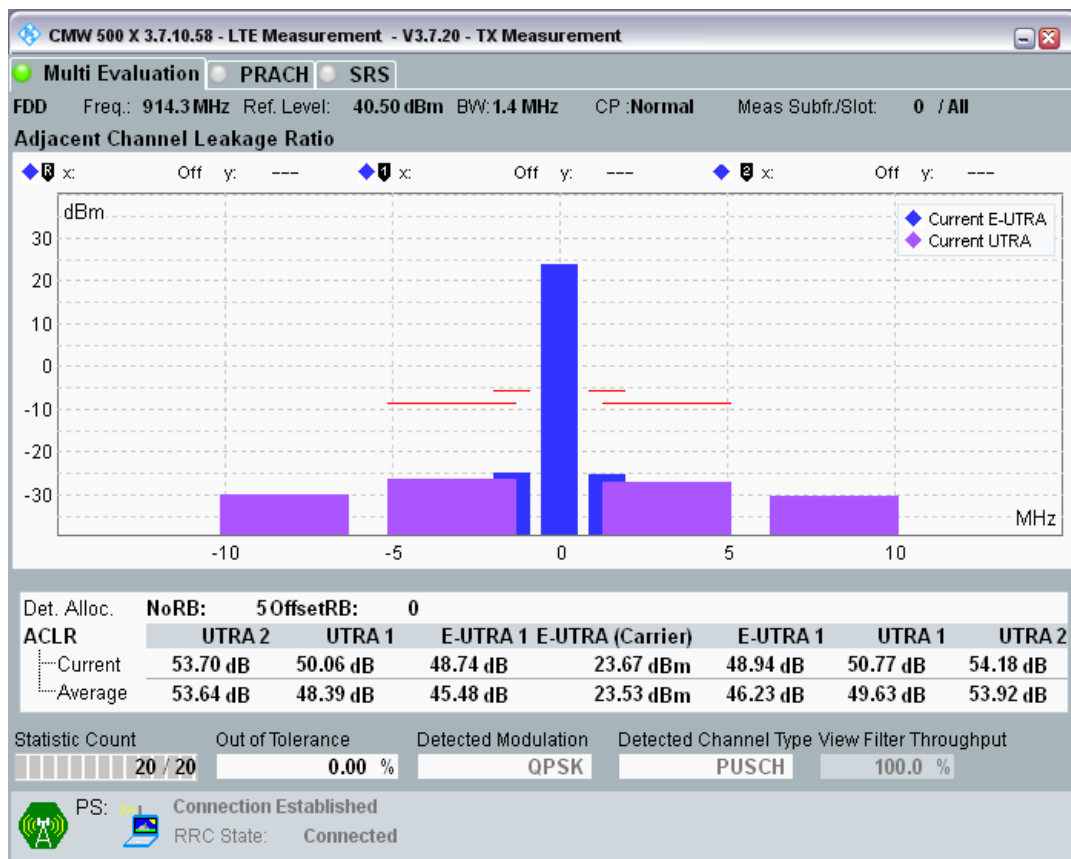 CMW 500 X 3.7.10.58 - LTE Measurement - V3.7.20 - TX Measurement
Multi Evaluation PRACH SRS
FDD Freq.: 914.3 MHz Ref. Level: 40.50 dBm BW: 1.4 MHz CP :Normal Meas Subfr./Slot: 0 / All
Adjacent Channel Leakage Ratio
R x: Off y: --- 1 x: Off y: --- 2 x: Off y: ---
dBm
Current E-UTRA
Current UTRA
30
20
10
0
-10
-20
-30
MHz
-10 -5 0 5 10
Det. Alloc. NoRB: 5 OffsetRB: 0
ACLR UTRA 2 UTRA 1 E-UTRA 1 E-UTRA (Carrier) E-UTRA 1 UTRA 1 UTRA 2
Current 53.70 dB 50.06 dB 48.74 dB 23.67 dBm 48.94 dB 50.77 dB 54.18 dB
Average 53.64 dB 48.39 dB 45.48 dB 23.53 dBm 46.23 dB 49.63 dB 53.92 dB
Statistic Count Out of Tolerance Detected Modulation Detected Channel Type View Filter Throughput
20 / 20 0.00 % QPSK PUSCH 100.0 %
PS: Connection Established
RRC State: Connected